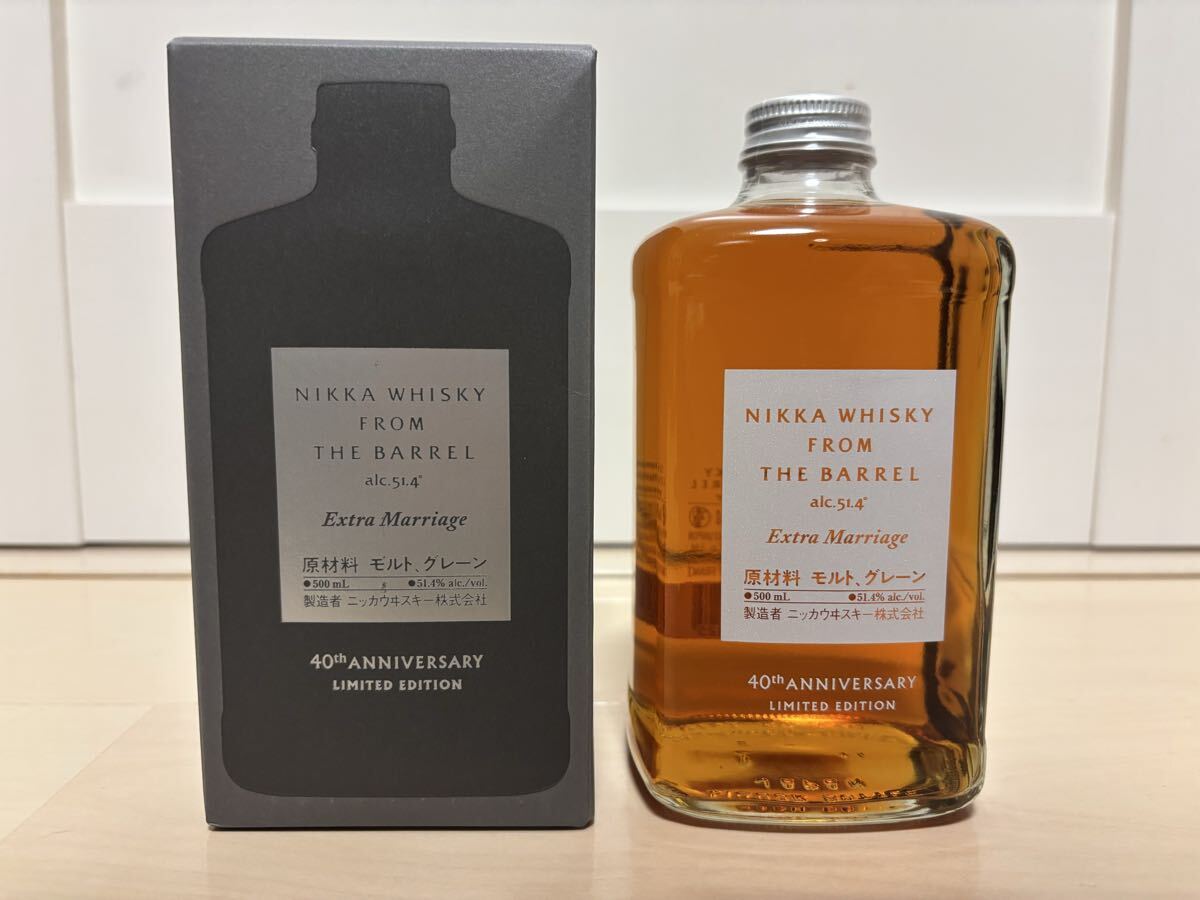 NIKKA WHISKY
FROM
THE BARREL
alc.51.4°
Extra Marriage
原材料 モルト、グレーン
●500 mL ●51.4% alc./vol.
製造者 ニッカウヰスキー株式会社
40th ANNIVERSARY
LIMITED EDITION
NIKKA WHISKY
FROM
THE BARREL
alc.51.4°
Extra Marriage
原材料 モルト、グレーン
●500 mL ●51.4% alc./vol.
製造者 ニッカウヰスキー株式会社
40th ANNIVERSARY
LIMITED EDITION